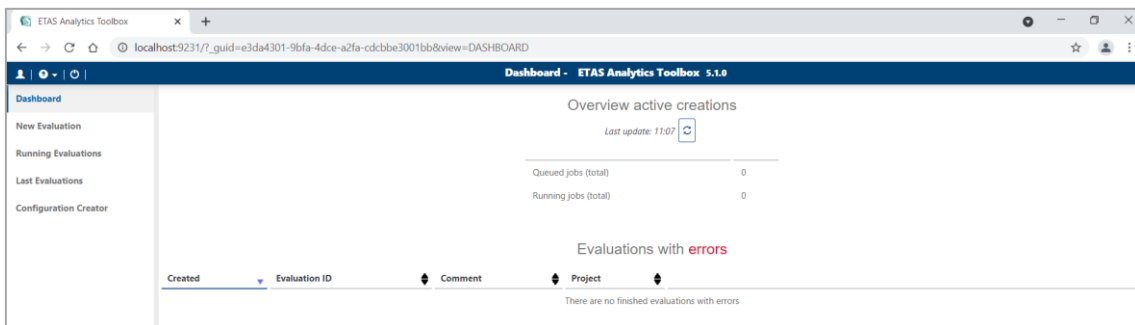 ETAS Analytics Toolbox
localhost:9231/?_guid=e3da4301-9bfa-4dce-a2fa-cdcbbe3001bb&view=DASHBOARD
Dashboard - ETAS Analytics Toolbox 5.1.0
Dashboard
New Evaluation
Running Evaluations
Last Evaluations
Configuration Creator
Overview active creations
Last update: 11:07
Queued jobs (total) 0
Running jobs (total) 0
Evaluations with errors
Created Evaluation ID Comment Project
There are no finished evaluations with errors